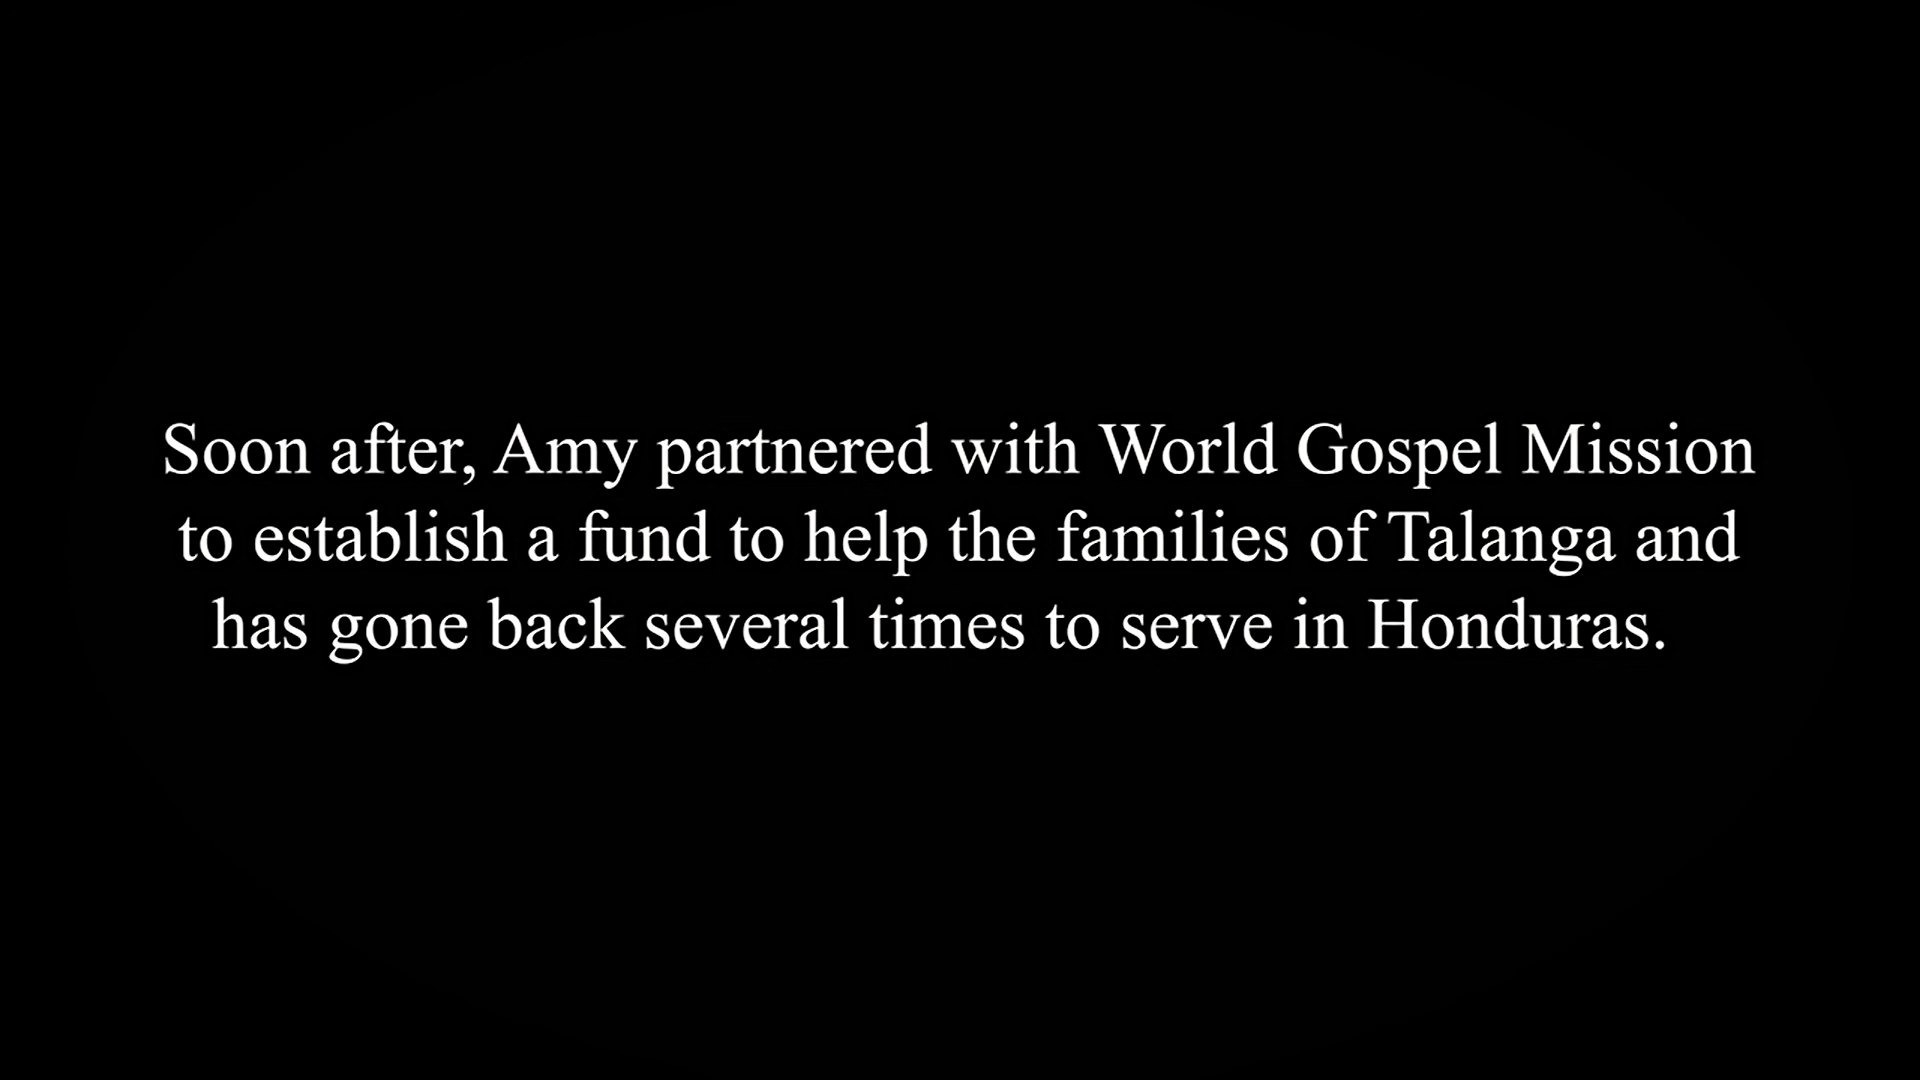 Soon after, Amy partnered with World Gospel Mission
to establish a fund to help the families of Talanga and
has gone back several times to serve in Honduras.